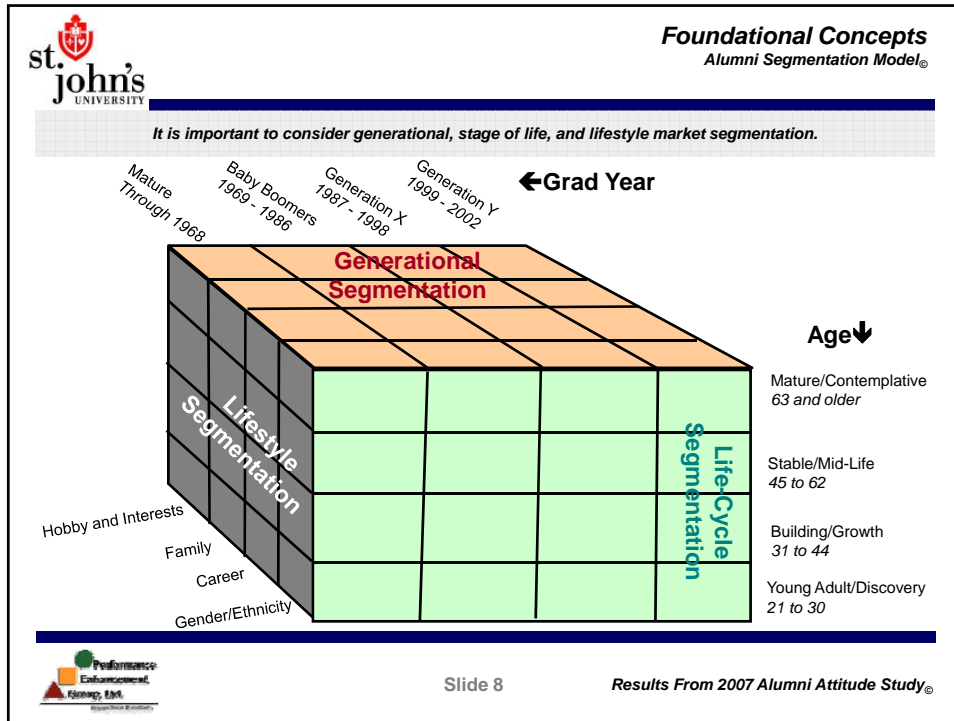 st.
john's
UNIVERSITY
Foundational Concepts
Alumni Segmentation Model©
It is important to consider generational, stage of life, and lifestyle market segmentation.
Mature
Through 1968
Baby Boomers
1969 - 1986
Generation X
1987 - 1998
Generation Y
1999 - 2002
←Grad Year
Generational
Segmentation
Age↓
Lifestyle
Segmentation
Life-Cycle
Segmentation
Mature/Contemplative
63 and older
Stable/Mid-Life
45 to 62
Building/Growth
31 to 44
Young Adult/Discovery
21 to 30
Hobby and Interests
Family
Career
Gender/Ethnicity
Performance
Enhancement
Group, Ltd.
Slide 8
Results From 2007 Alumni Attitude Study©